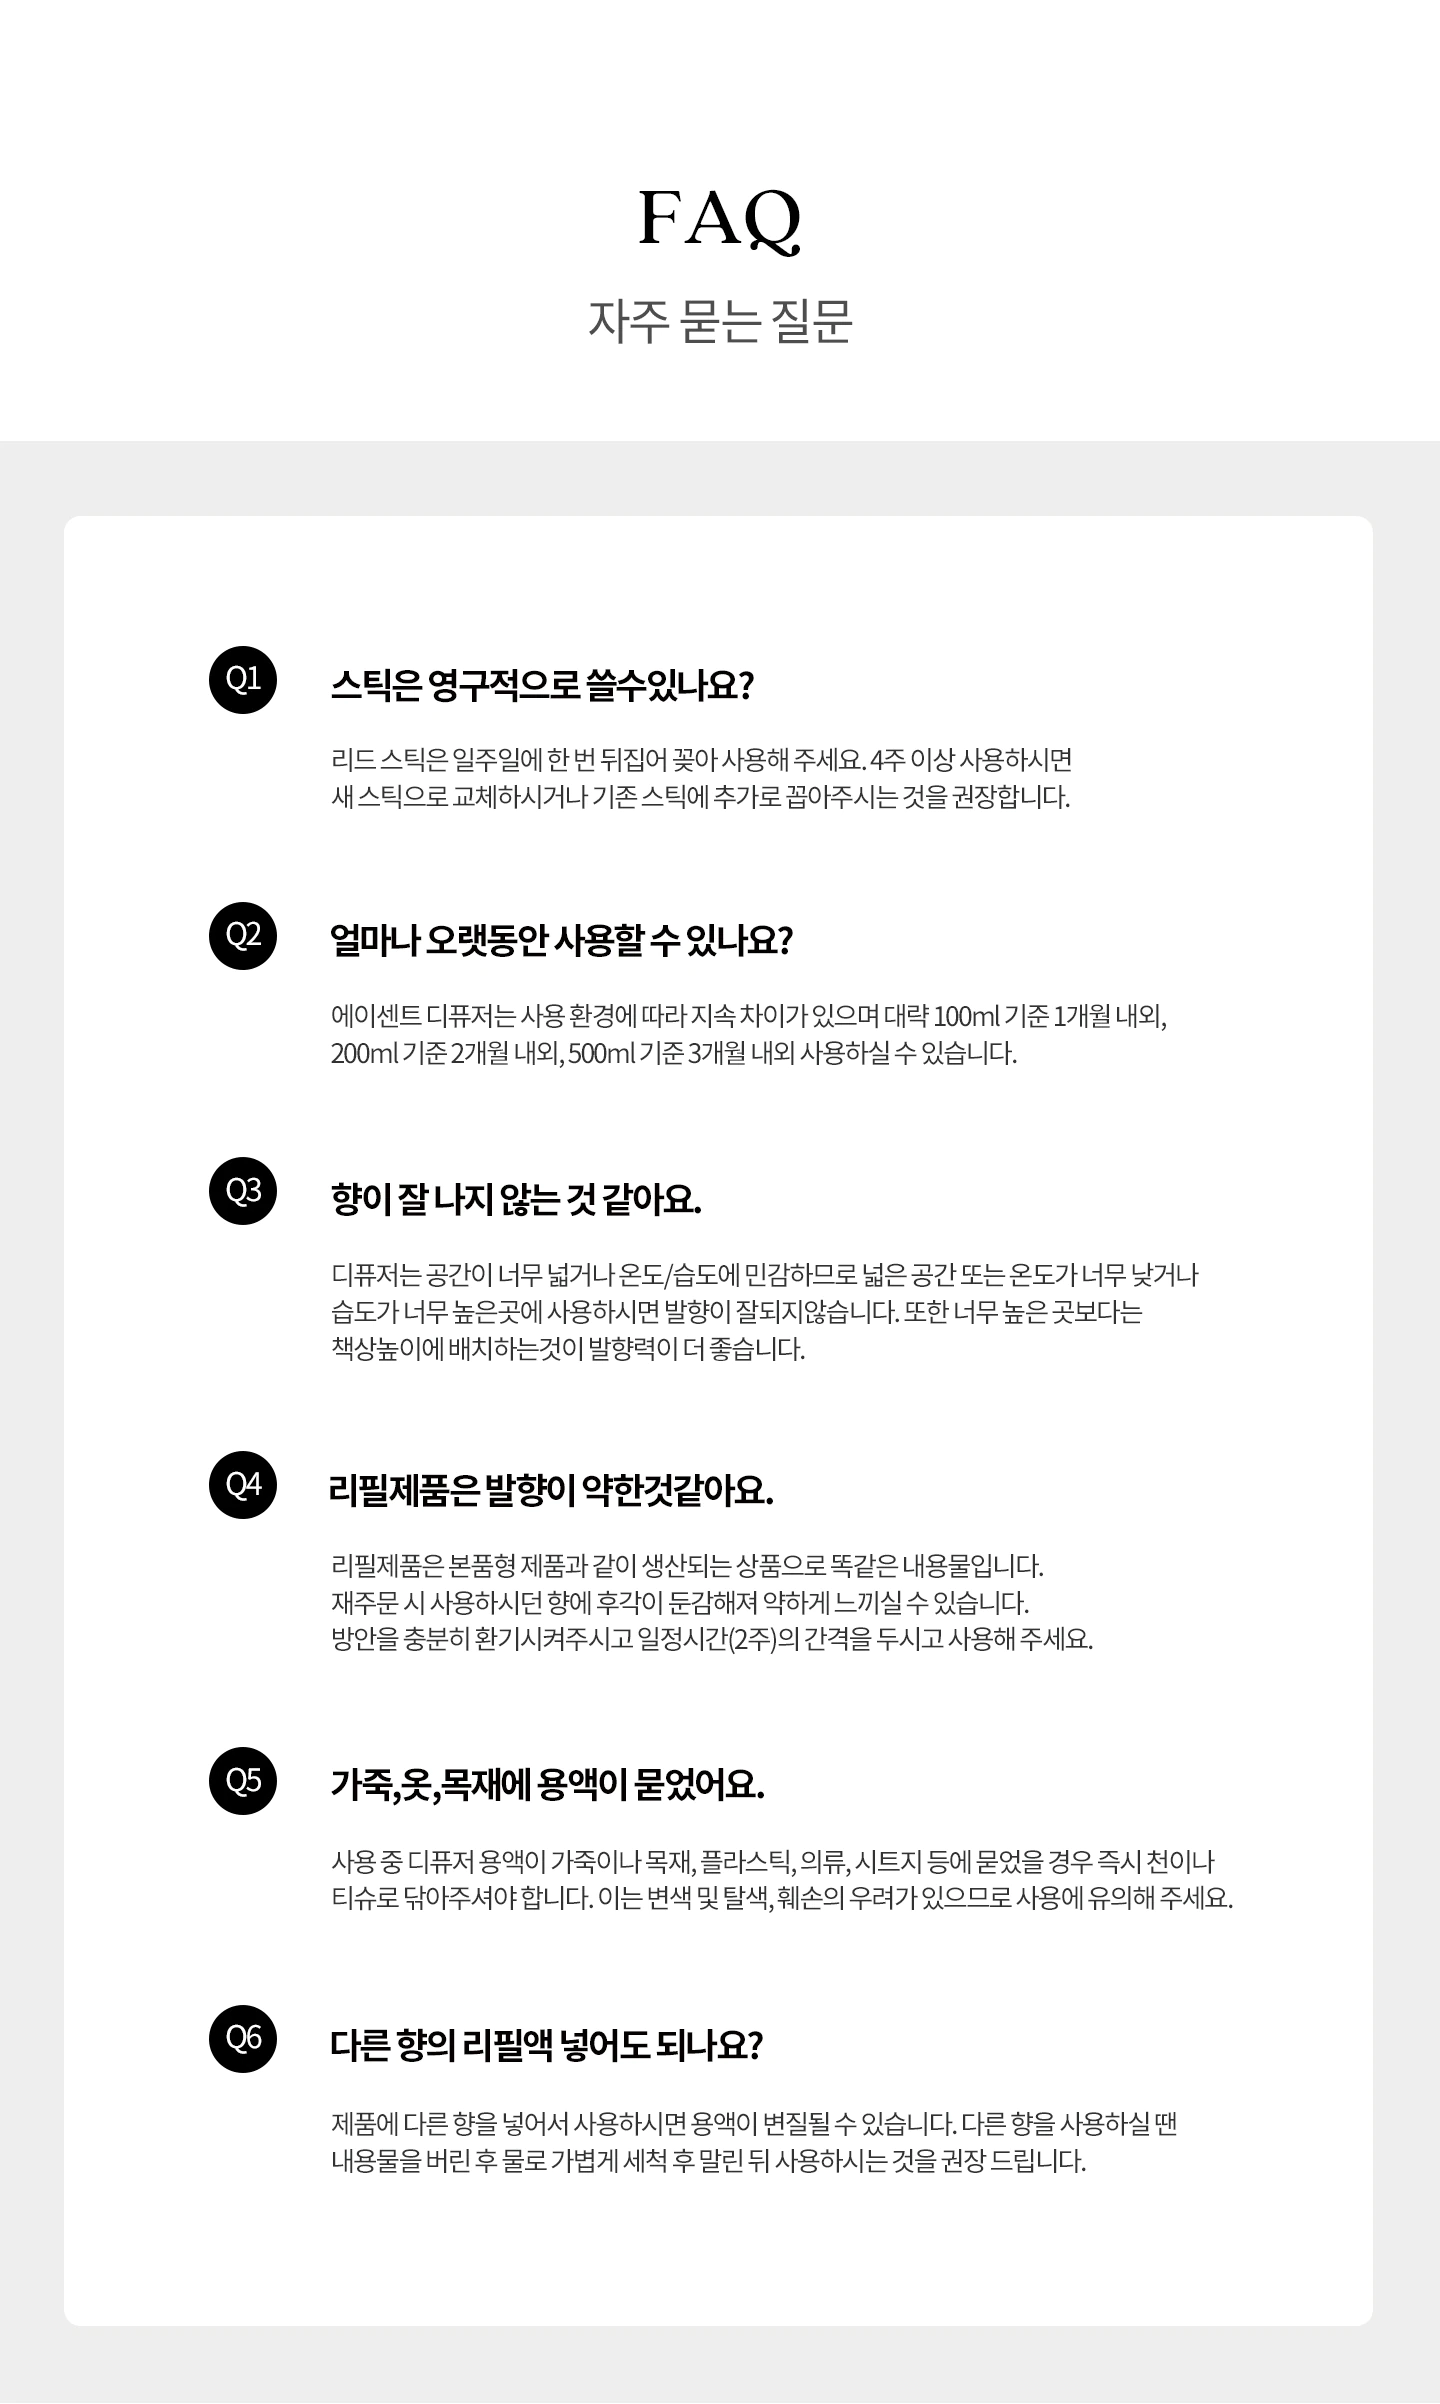 FAQ
자주 묻는 질문
Q1
스틱은 영구적으로 쓸수있나요?
리드 스틱은 일주일에 한 번 뒤집어 꽂아 사용해 주세요. 4주 이상 사용하시면
새 스틱으로 교체하시거나 기존 스틱에 추가로 꼽아주시는 것을 권장합니다.
Q2
얼마나 오랫동안 사용할 수 있나요?
에이센트 디퓨저는 사용 환경에 따라 지속 차이가 있으며 대략 100ml 기준 1개월 내외,
200ml 기준 2개월 내외, 500ml 기준 3개월 내외 사용하실 수 있습니다.
Q3
향이 잘 나지 않는 것 같아요.
디퓨저는 공간이 너무 넓거나 온도/습도에 민감하므로 넓은 공간 또는 온도가 너무 낮거나
습도가 너무 높은곳에 사용하시면 발향이 잘되지않습니다. 또한 너무 높은 곳보다는
책상높이에 배치하는것이 발향력이 더 좋습니다.
Q4
리필제품은 발향이 약한것같아요.
리필제품은 본품형 제품과 같이 생산되는 상품으로 똑같은 내용물입니다.
재주문 시 사용하시던 향에 후각이 둔감해져 약하게 느끼실 수 있습니다.
방안을 충분히 환기시켜주시고 일정시간(2주)의 간격을 두시고 사용해 주세요.
Q5
가죽,옷,목재에 용액이 묻었어요.
사용 중 디퓨저 용액이 가죽이나 목재, 플라스틱, 의류, 시트지 등에 묻었을 경우 즉시 천이나
티슈로 닦아주셔야 합니다. 이는 변색 및 탈색, 훼손의 우려가 있으므로 사용에 유의해 주세요.
Q6
다른 향의 리필액 넣어도 되나요?
제품에 다른 향을 넣어서 사용하시면 용액이 변질될 수 있습니다. 다른 향을 사용하실 땐
내용물을 버린 후 물로 가볍게 세척 후 말린 뒤 사용하시는 것을 권장 드립니다.